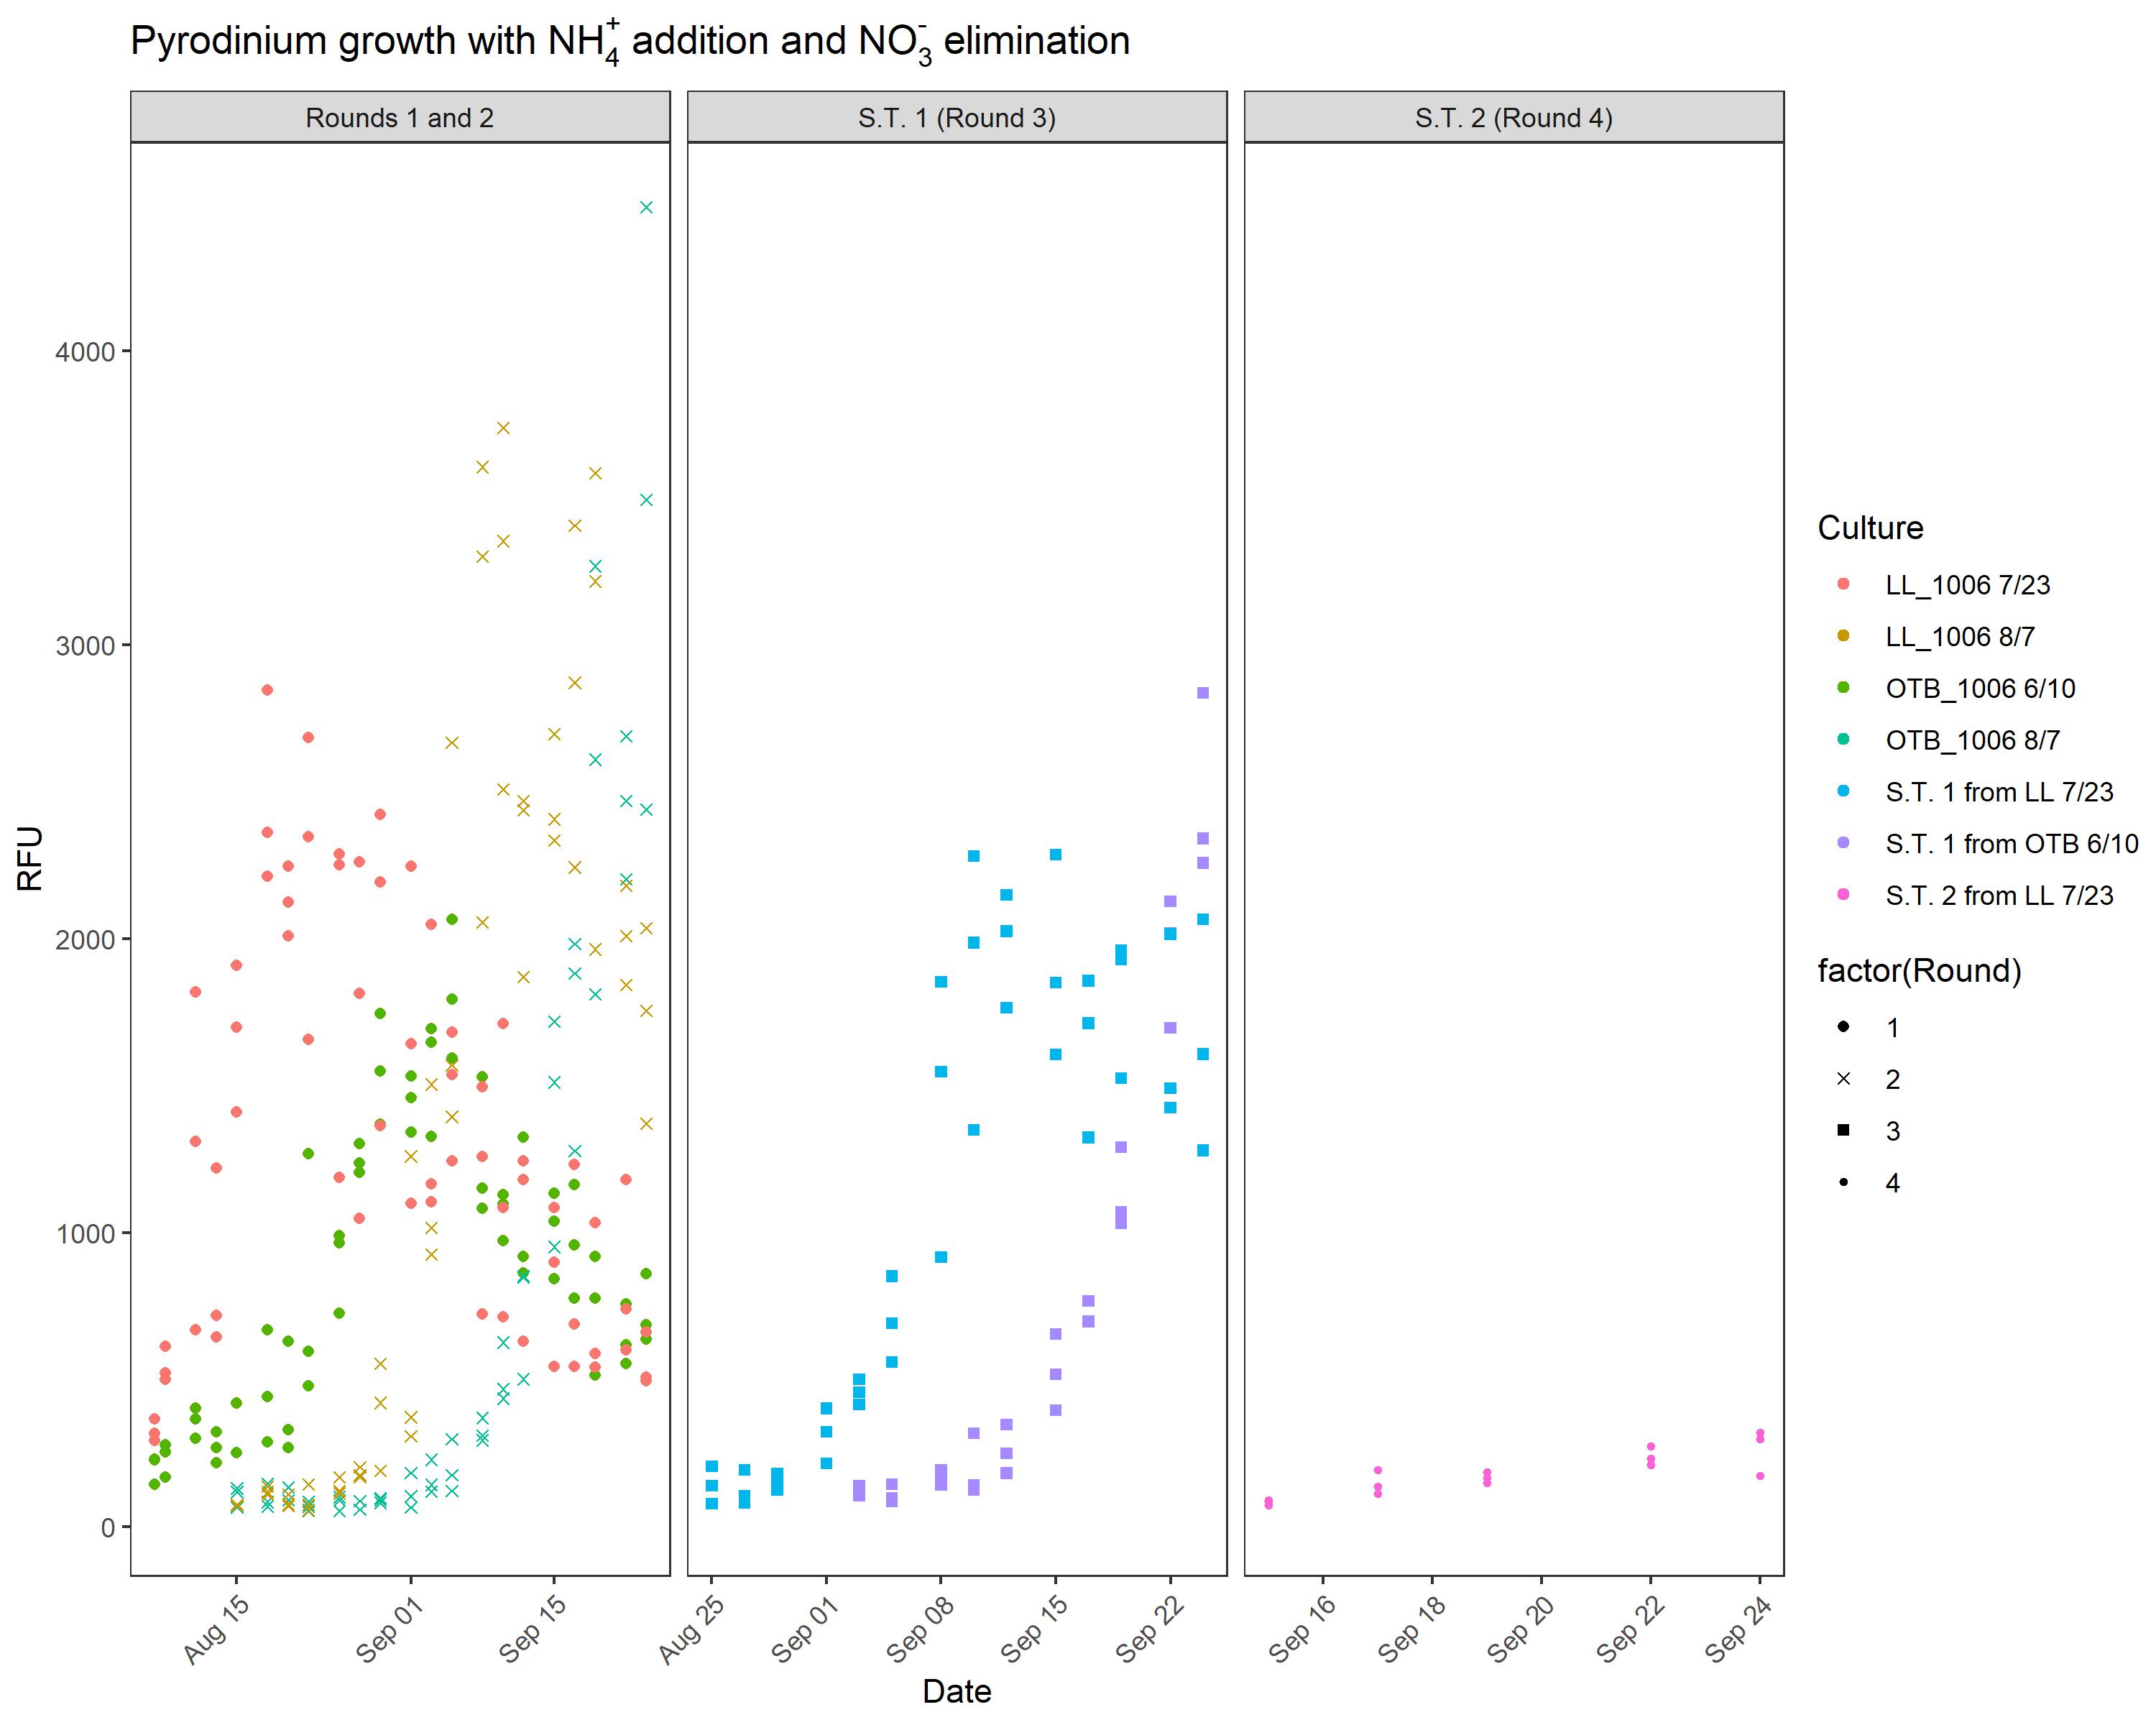 Pyrodinium growth with NH₄⁺ addition and NO₃⁻ elimination
Rounds 1 and 2
S.T. 1 (Round 3)
S.T. 2 (Round 4)
RFU
4000
3000
2000
1000
0
Aug 15
Sep 01
Sep 15
Aug 25
Sep 01
Sep 08
Sep 15
Sep 22
Sep 16
Sep 18
Sep 20
Sep 22
Sep 24
Date
Culture
LL_1006 7/23
LL_1006 8/7
OTB_1006 6/10
OTB_1006 8/7
S.T. 1 from LL 7/23
S.T. 1 from OTB 6/10
S.T. 2 from LL 7/23
factor(Round)
1
2
3
4